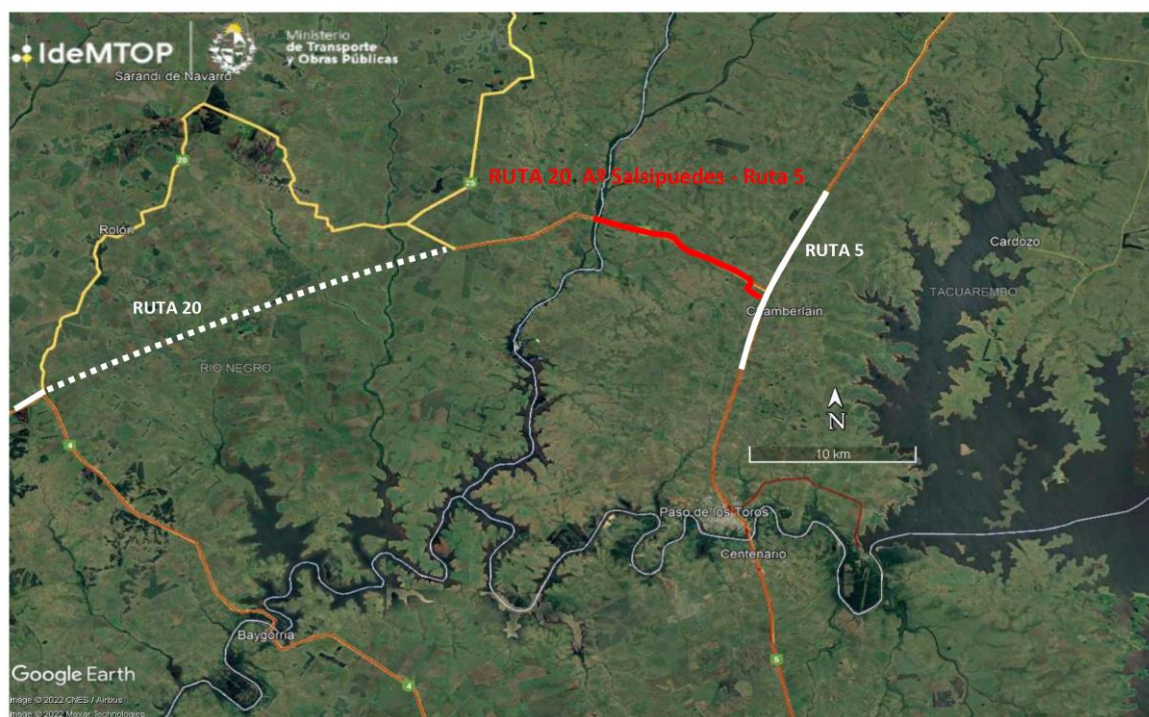 IdeMTOP
Ministerio
de Transporte
y Obras Públicas
Sarandi de Navarro
20
25
RUTA 20. Aº Salsipuedes - Ruta 5
Rolón
Cardozo
RUTA 5
TACUAREMBO
RUTA 20
Chamberlain
RIO NEGRO
N
10 km
4
Paso de los Toros
Centenario
Baygorria
5
4
Google Earth
Image © 2022 CNES / Airbus
Image © 2022 Maxar Technologies